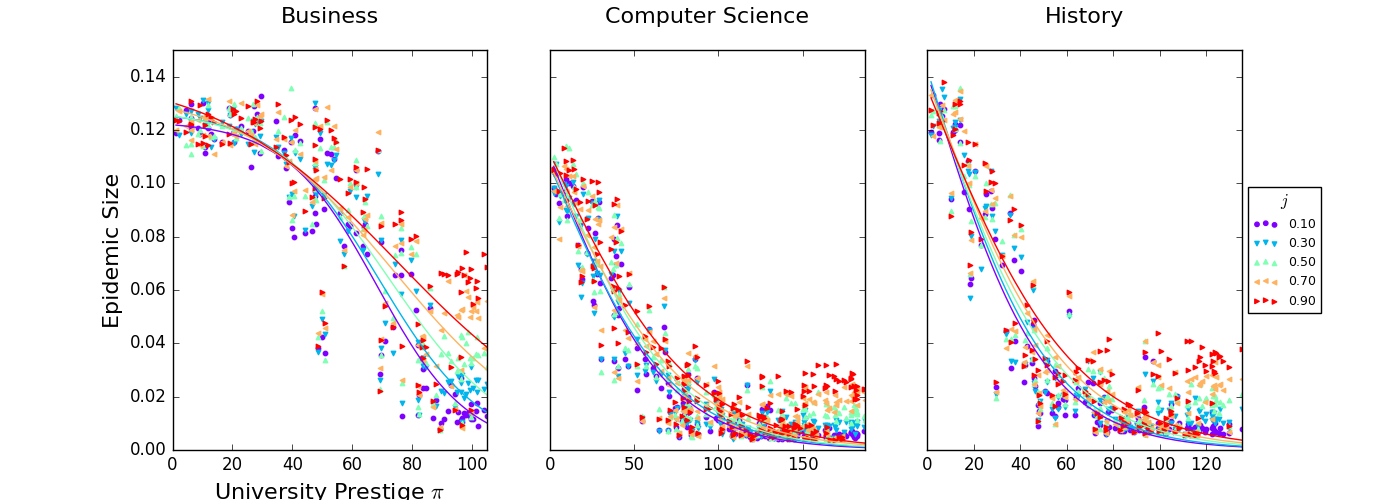 Business
Computer Science
History
Epidemic Size
0.14
0.12
0.10
0.08
0.06
0.04
0.02
0.00
0 20 40 60 80 100
0 50 100 150
0 20 40 60 80 100 120
University Prestige π
j
0.10
0.30
0.50
0.70
0.90